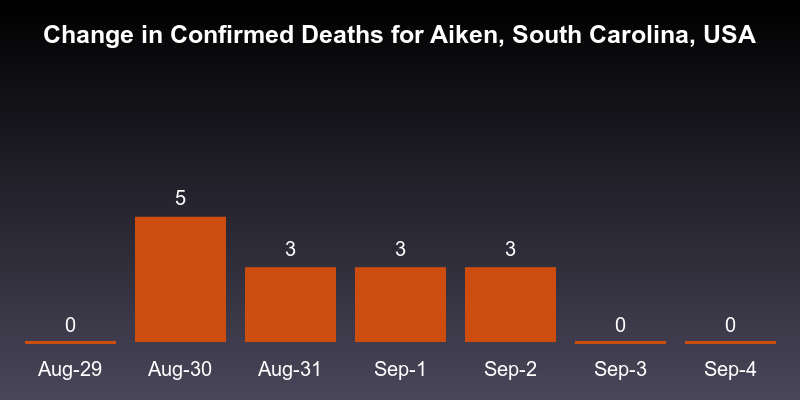 Change in Confirmed Deaths for Aiken, South Carolina, USA
5
3 3 3
0 0 0
Aug-29 Aug-30 Aug-31 Sep-1 Sep-2 Sep-3 Sep-4